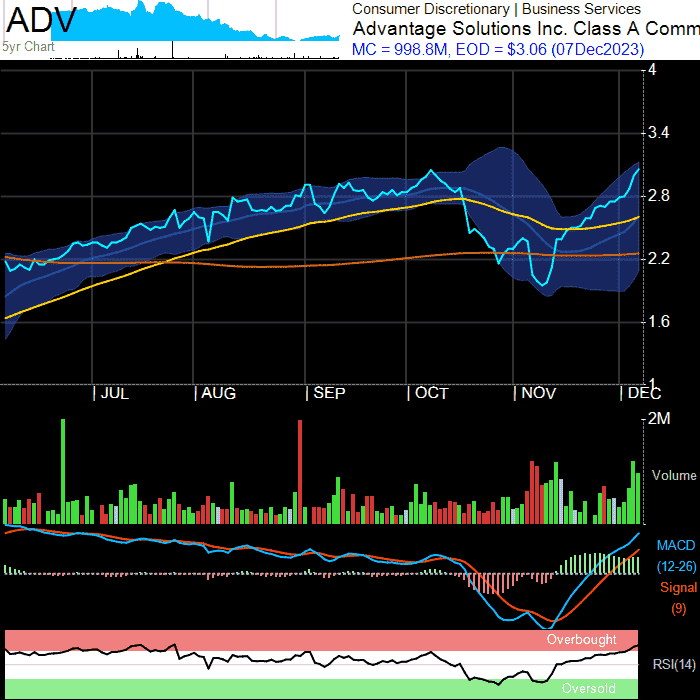 ADV
5yr Chart
Consumer Discretionary | Business Services
Advantage Solutions Inc. Class A Comm
MC = 998.8M, EOD = $3.06 (07Dec2023)
4
3.4
2.8
2.2
1.6
1
JUL
AUG
SEP
OCT
NOV
DEC
2M
Volume
MACD
(12-26)
Signal
(9)
Overbought
RSI(14)
Oversold